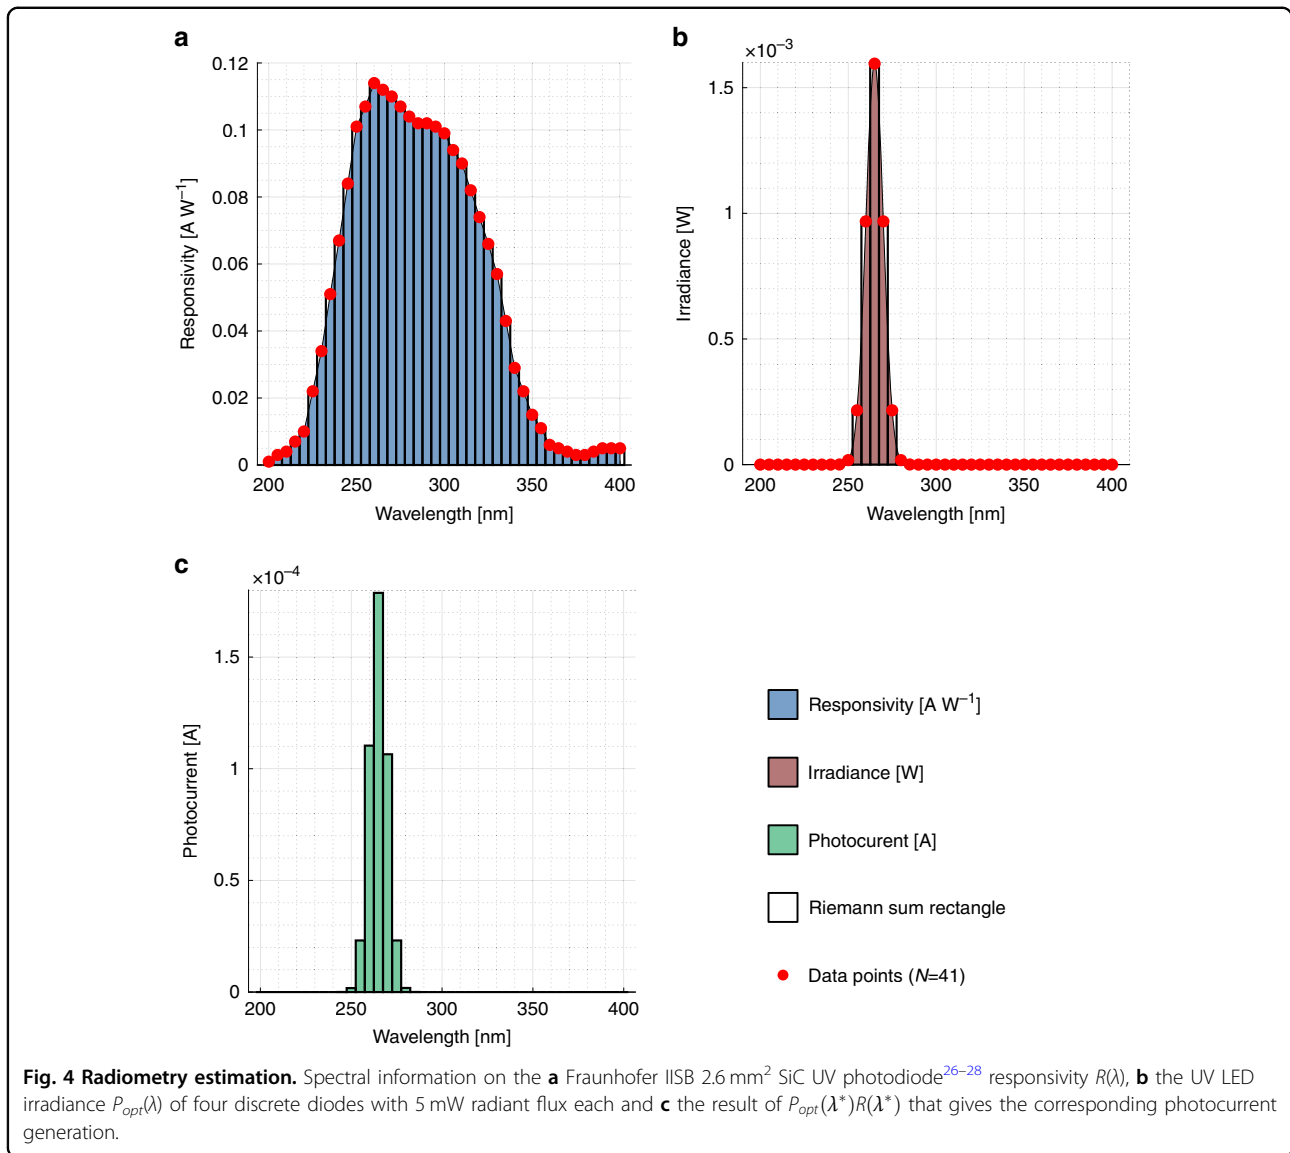 a
0.12
0.1
0.08
0.06
0.04
0.02
0
Responsivity [A W⁻¹]
200 250 300 350 400
Wavelength [nm]
b
×10⁻³
1.5
1
0.5
0
Irradiance [W]
200 250 300 350 400
Wavelength [nm]
c
×10⁻⁴
1.5
1
0.5
0
Photocurrent [A]
200 250 300 350 400
Wavelength [nm]
Responsivity [A W⁻¹]
Irradiance [W]
Photocurent [A]
Riemann sum rectangle
Data points (N=41)
Fig. 4 Radiometry estimation. Spectral information on the a Fraunhofer IISB 2.6 mm² SiC UV photodiode²⁶⁻²⁸ responsivity R(λ), b the UV LED
irradiance P_opt(λ) of four discrete diodes with 5 mW radiant flux each and c the result of P_opt(λ*)R(λ*) that gives the corresponding photocurrent
generation.